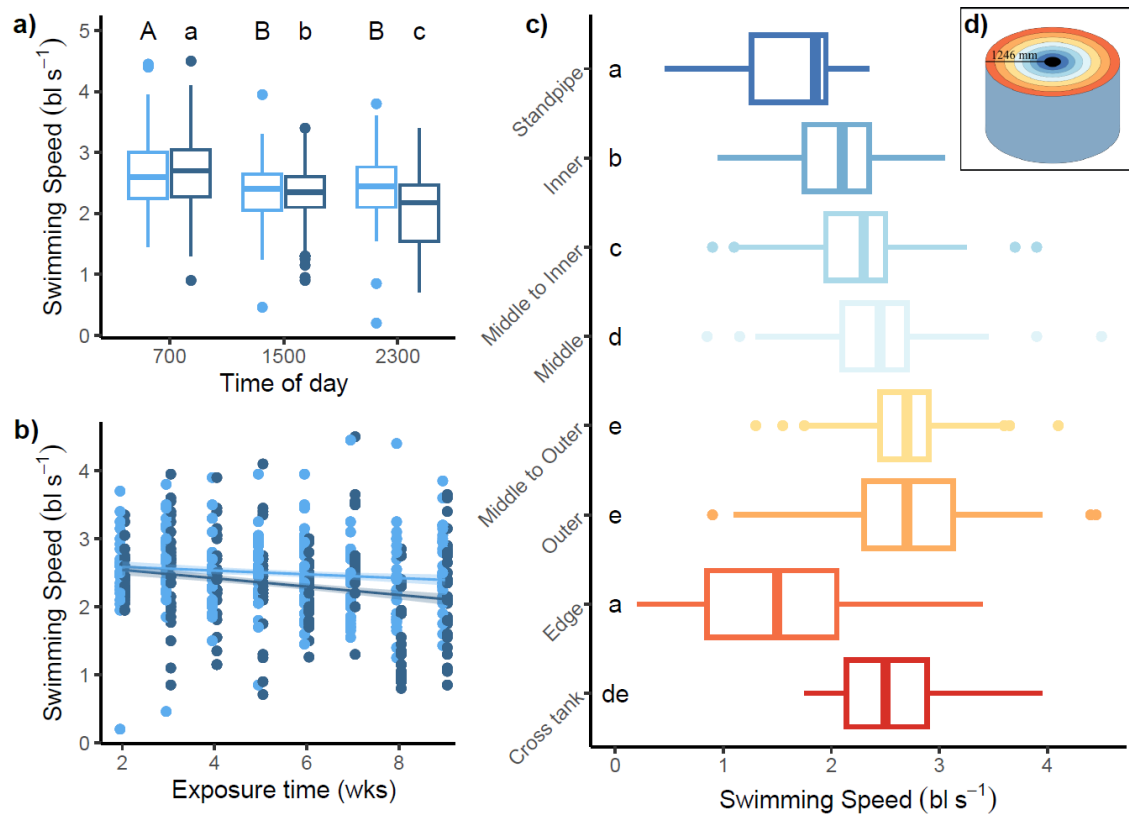 a)
Swimming Speed (bl s⁻¹)
5
4
3
2
1
0
A a B b B c
700 1500 2300
Time of day
b)
Swimming Speed (bl s⁻¹)
4
3
2
1
0
2 4 6 8
Exposure time (wks)
c)
Standpipe
a
Inner
b
Middle to Inner
c
Middle
d
Middle to Outer
e
Outer
e
Edge
a
Cross tank
de
0 1 2 3 4
Swimming Speed (bl s⁻¹)
d)
1246 mm